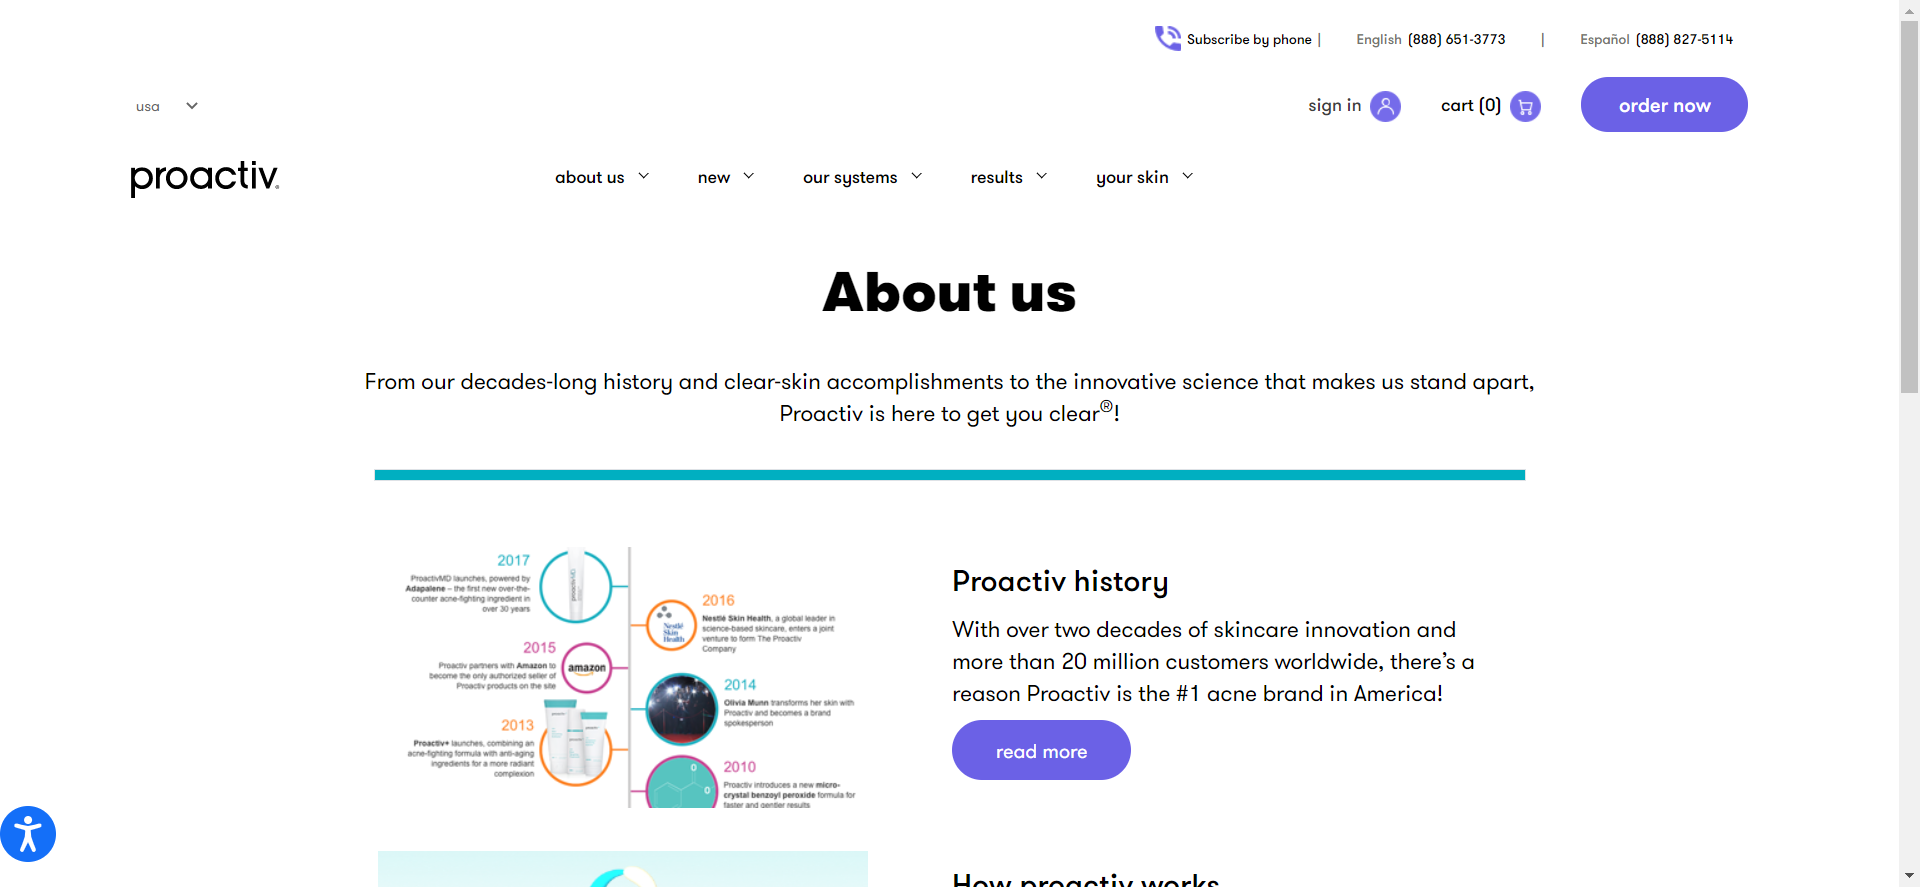 Subscribe by phone | English (888) 651-3773 | Español (888) 827-5114
usa
sign in cart (0) order now
proactiv®
about us new our systems results your skin
About us
From our decades-long history and clear-skin accomplishments to the innovative science that makes us stand apart,
Proactiv is here to get you clear®!
2017
ProactivMD launches, powered by
Adapalene – the first new over-the-
counter acne-fighting ingredient in
over 30 years
proactivMD
2016
Nestlé Skin Health, a global leader in
science-based skincare, enters a joint
venture to form The Proactiv
Company
Nestlé
Skin
Health
2015
Proactiv partners with Amazon to
become the only authorized seller of
Proactiv products on the site
amazon
2014
Olivia Munn transforms her skin with
Proactiv and becomes a brand
spokesperson
2013
Proactiv+ launches, combining an
acne-fighting formula with anti-aging
ingredients for a more radiant
complexion
2010
Proactiv introduces a new micro-
crystal benzoyl peroxide formula for
faster and gentler results
Proactiv history
With over two decades of skincare innovation and
more than 20 million customers worldwide, there’s a
reason Proactiv is the #1 acne brand in America!
read more
How proactiv works